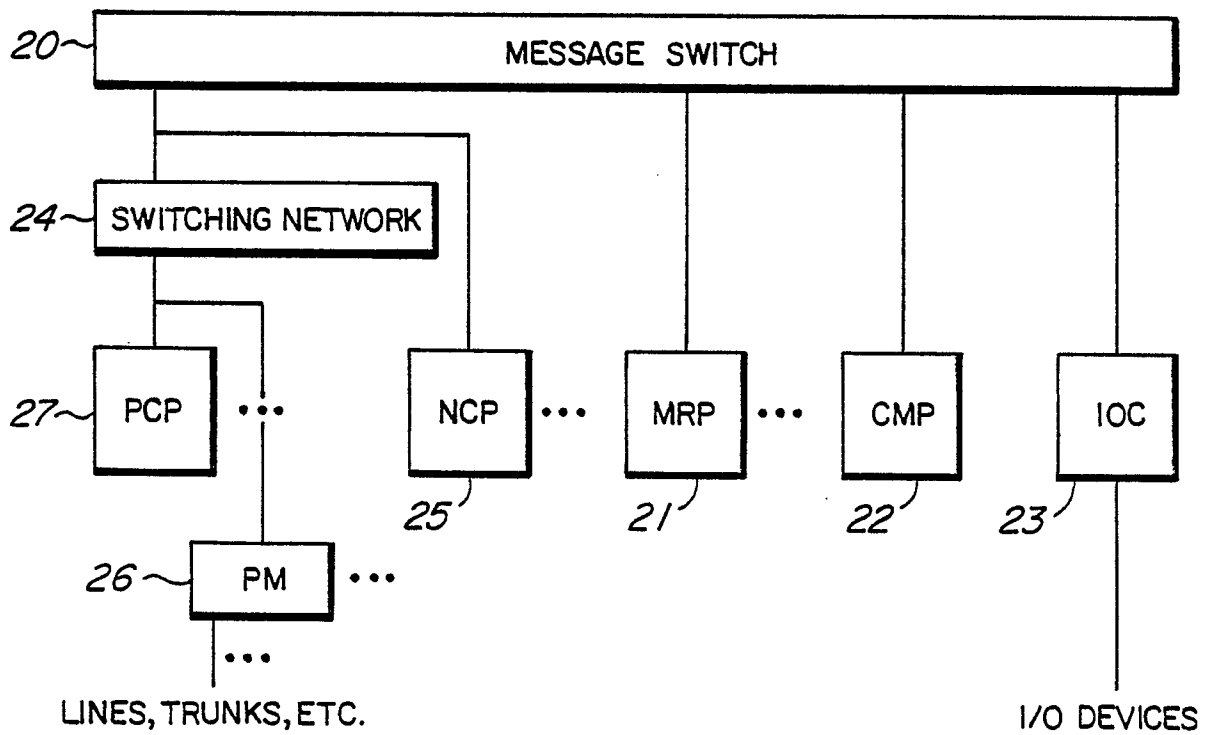 20 MESSAGE SWITCH
24 SWITCHING NETWORK
27 PCP ••• NCP ••• MRP ••• CMP IOC
25 21 22 23
26 PM •••
•••
LINES, TRUNKS, ETC. I/O DEVICES